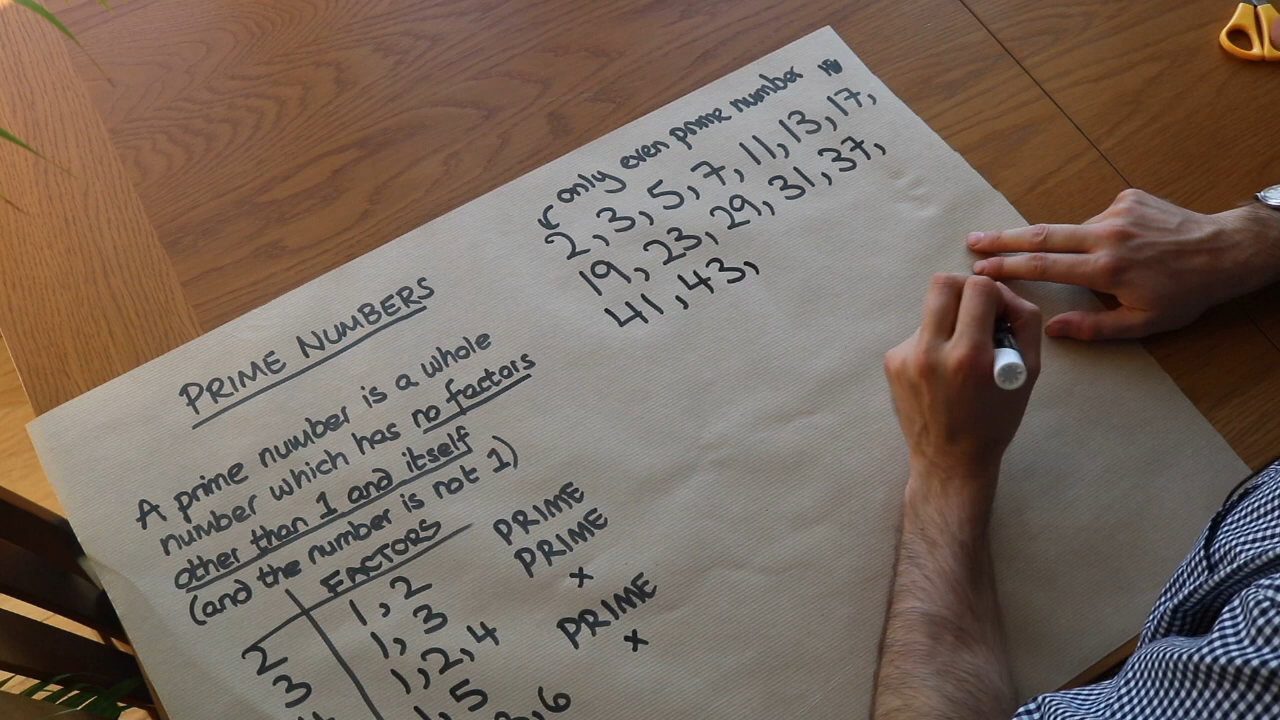 PRIME NUMBERS
A prime number is a whole
number which has no factors
other than 1 and itself
(and the number is not 1)
FACTORS
2 1, 2 PRIME
3 1, 3 PRIME
1, 2, 4 x
5 PRIME
6 x
only even prime number
2, 3, 5, 7, 11, 13, 17,
19, 23, 29, 31, 37,
41, 43,